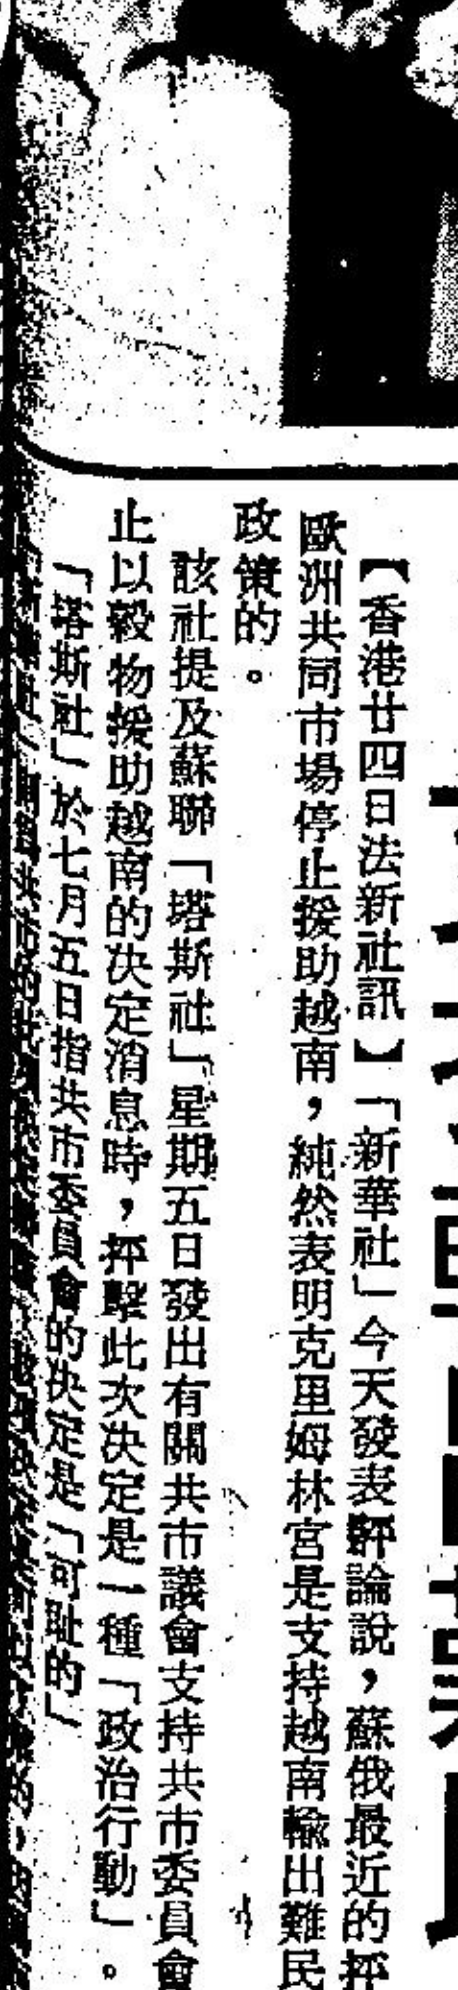 【香港廿四日法新社訊】「新華社」今天發表評論說，蘇俄最近的抨
歐洲共同市場停止援助越南，純然表明克里姆林宮是支持越南輸出難民
政策的。
該社提及蘇聯「塔斯社」星期五日發出有關共市議會支持共市委員會
止以穀物援助越南的決定消息時，抨擊此次決定是一種「政治行動」。
「塔斯社」於七月五日指共市委員會的決定是「可耻的」